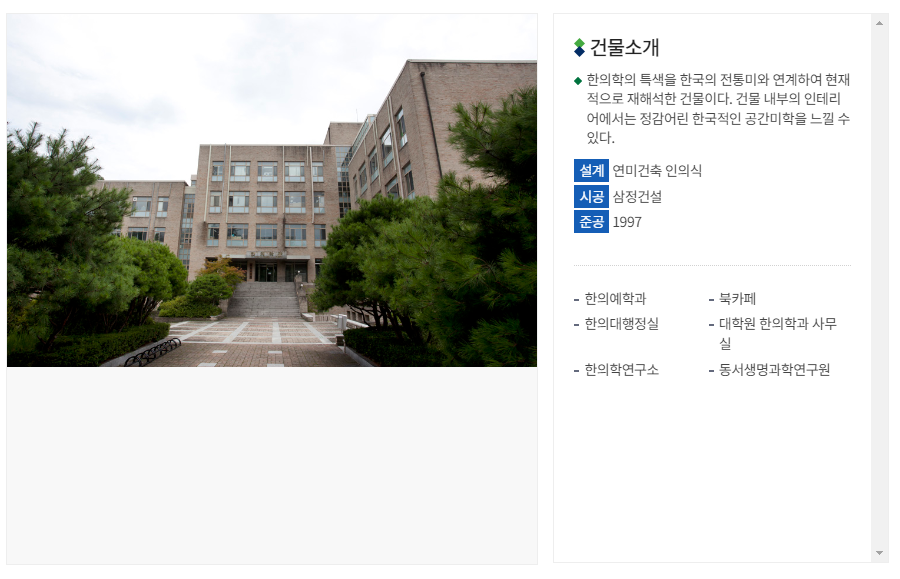 건물소개
한의학의 특색을 한국의 전통미와 연계하여 현재
적으로 재해석한 건물이다. 건물 내부의 인테리
어에서는 정감어린 한국적인 공간미학을 느낄 수
있다.
설계 연미건축 인의식
시공 삼정건설
준공 1997
- 한의예학과
- 북카페
- 한의대행정실
- 대학원 한의학과 사무
실
- 한의학연구소
- 동서생명과학연구원